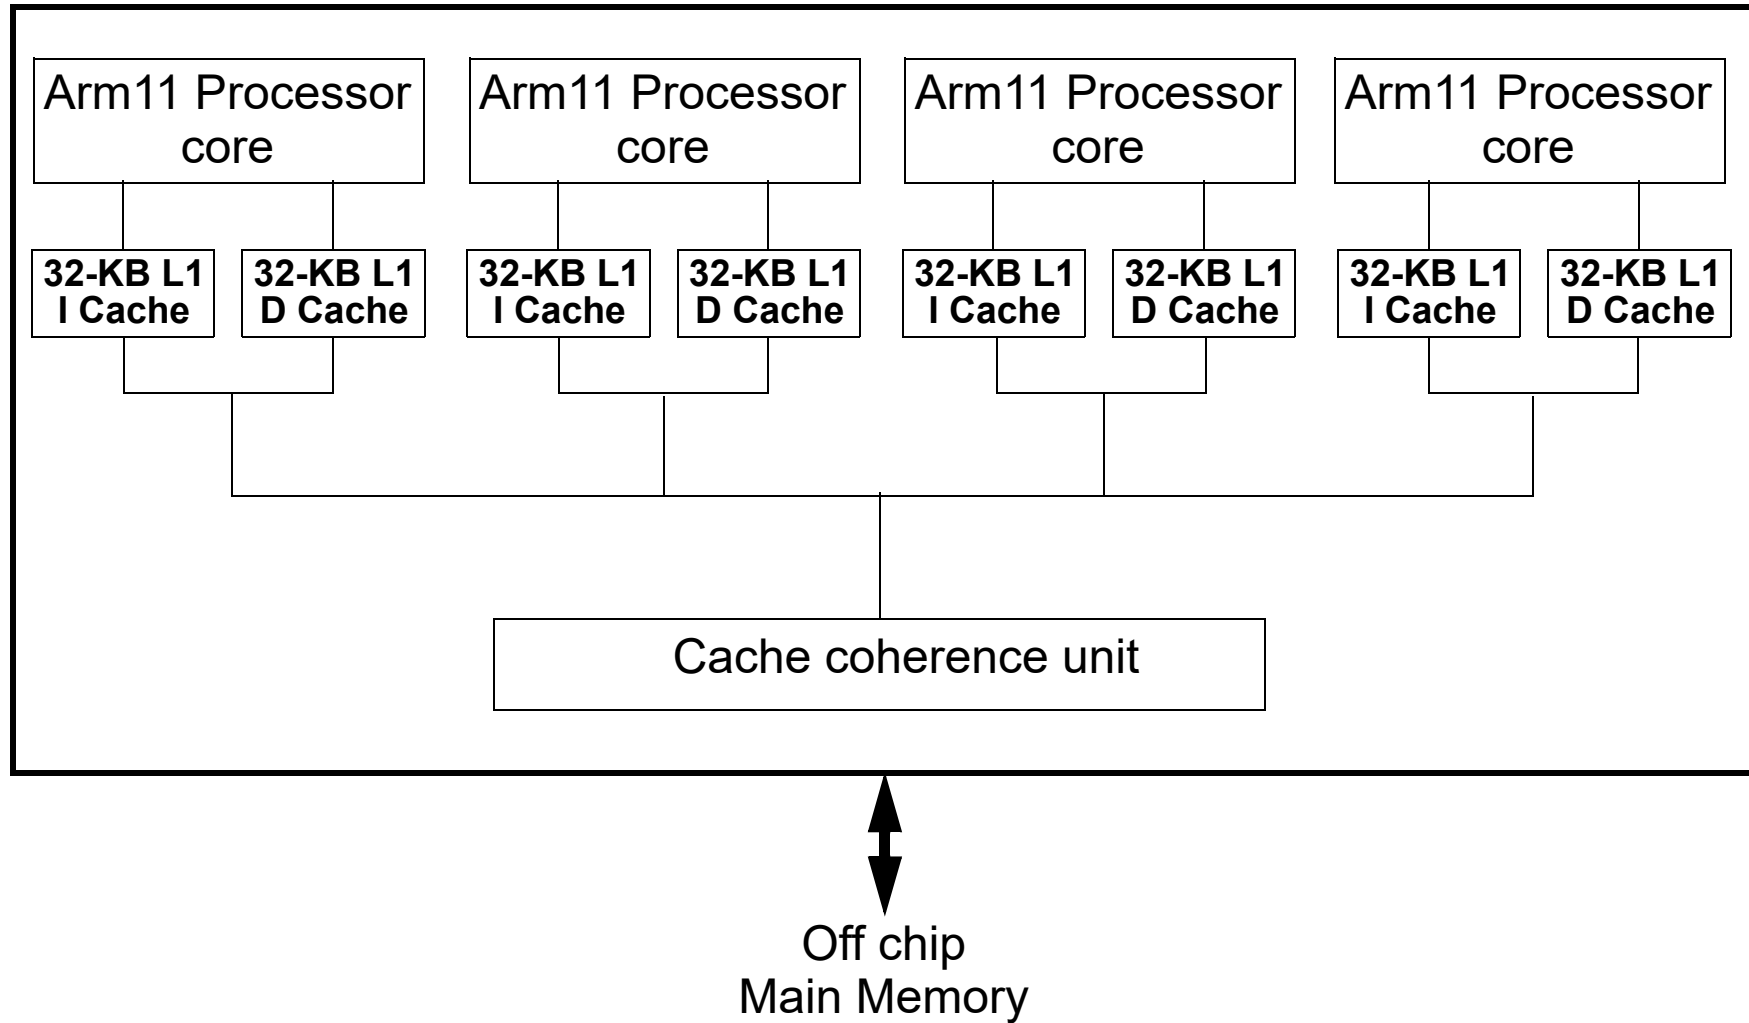 Arm11 Processor
core
Arm11 Processor
core
Arm11 Processor
core
Arm11 Processor
core
32-KB L1
I Cache
32-KB L1
D Cache
32-KB L1
I Cache
32-KB L1
D Cache
32-KB L1
I Cache
32-KB L1
D Cache
32-KB L1
I Cache
32-KB L1
D Cache
Cache coherence unit
Off chip
Main Memory